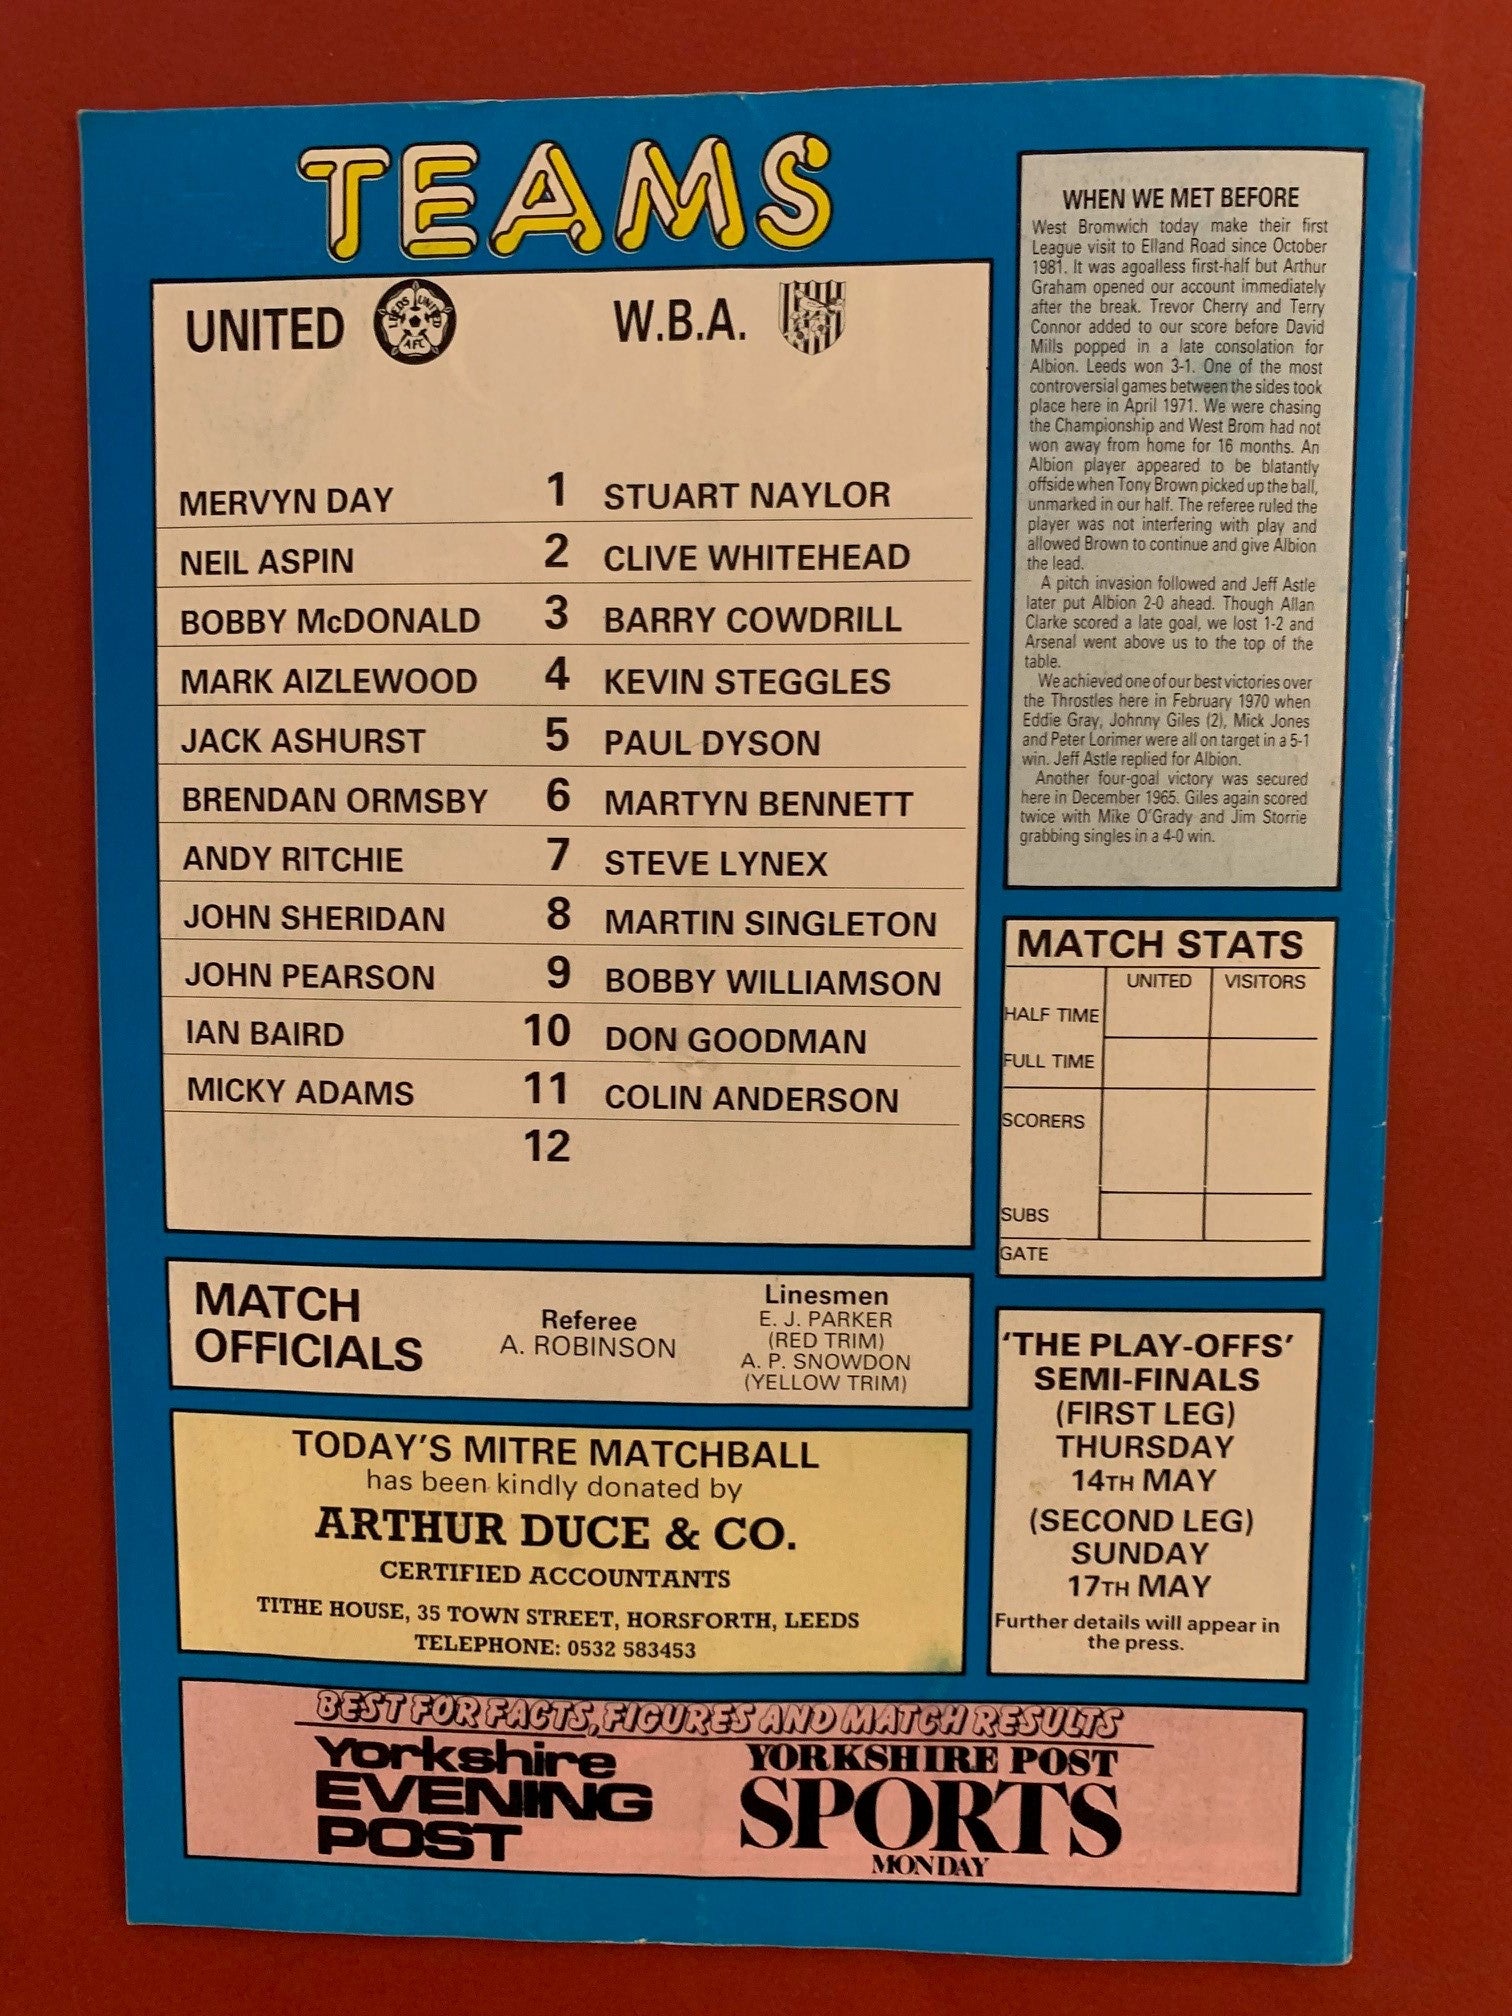 TEAMS
UNITED
LEEDS UNITED
AFC
W.B.A.
MERVYN DAY 1 STUART NAYLOR
NEIL ASPIN 2 CLIVE WHITEHEAD
BOBBY McDONALD 3 BARRY COWDRILL
MARK AIZLEWOOD 4 KEVIN STEGGLES
JACK ASHURST 5 PAUL DYSON
BRENDAN ORMSBY 6 MARTYN BENNETT
ANDY RITCHIE 7 STEVE LYNEX
JOHN SHERIDAN 8 MARTIN SINGLETON
JOHN PEARSON 9 BOBBY WILLIAMSON
IAN BAIRD 10 DON GOODMAN
MICKY ADAMS 11 COLIN ANDERSON
12
MATCH
OFFICIALS
Referee
A. ROBINSON
Linesmen
E. J. PARKER
(RED TRIM)
A. P. SNOWDON
(YELLOW TRIM)
TODAY'S MITRE MATCHBALL
has been kindly donated by
ARTHUR DUCE & CO.
CERTIFIED ACCOUNTANTS
TITHE HOUSE, 35 TOWN STREET, HORSFORTH, LEEDS
TELEPHONE: 0532 583453
WHEN WE MET BEFORE
West Bromwich today make their first
League visit to Elland Road since October
1981. It was agoalless first-half but Arthur
Graham opened our account immediately
after the break. Trevor Cherry and Terry
Connor added to our score before David
Mills popped in a late consolation for
Albion. Leeds won 3-1. One of the most
controversial games between the sides took
place here in April 1971. We were chasing
the Championship and West Brom had not
won away from home for 16 months. An
Albion player appeared to be blatantly
offside when Tony Brown picked up the ball,
unmarked in our half. The referee ruled the
player was not interfering with play and
allowed Brown to continue and give Albion
the lead.
A pitch invasion followed and Jeff Astle
later put Albion 2-0 ahead. Though Allan
Clarke scored a late goal, we lost 1-2 and
Arsenal went above us to the top of the
table.
We achieved one of our best victories over
the Throstles here in February 1970 when
Eddie Gray, Johnny Giles (2), Mick Jones
and Peter Lorimer were all on target in a 5-1
win. Jeff Astle replied for Albion.
Another four-goal victory was secured
here in December 1965. Giles again scored
twice with Mike O'Grady and Jim Storrie
grabbing singles in a 4-0 win.
MATCH STATS
UNITED VISITORS
HALF TIME
FULL TIME
SCORERS
SUBS
GATE
'THE PLAY-OFFS'
SEMI-FINALS
(FIRST LEG)
THURSDAY
14TH MAY
(SECOND LEG)
SUNDAY
17TH MAY
Further details will appear in
the press.
BEST FOR FACTS, FIGURES AND MATCH RESULTS
Yorkshire
EVENING
POST
YORKSHIRE POST
SPORTS
MONDAY